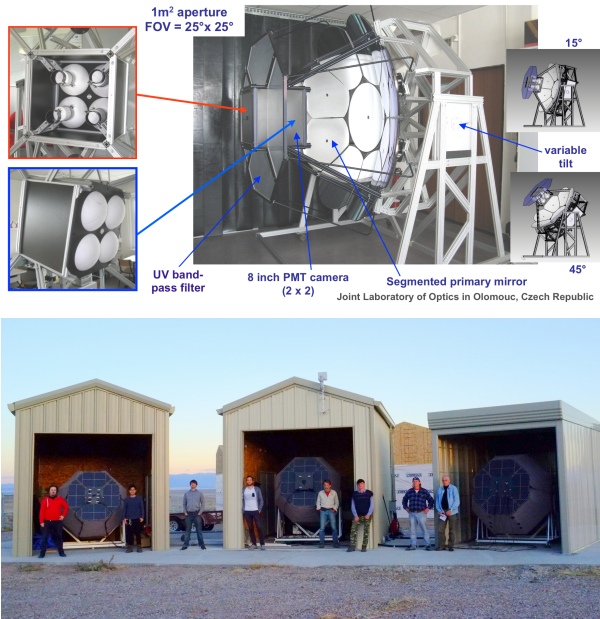 1m² aperture
FOV = 25°x 25°
15°
variable
tilt
45°
UV band-
pass filter
8 inch PMT camera
(2 x 2)
Segmented primary mirror
Joint Laboratory of Optics in Olomouc, Czech Republic